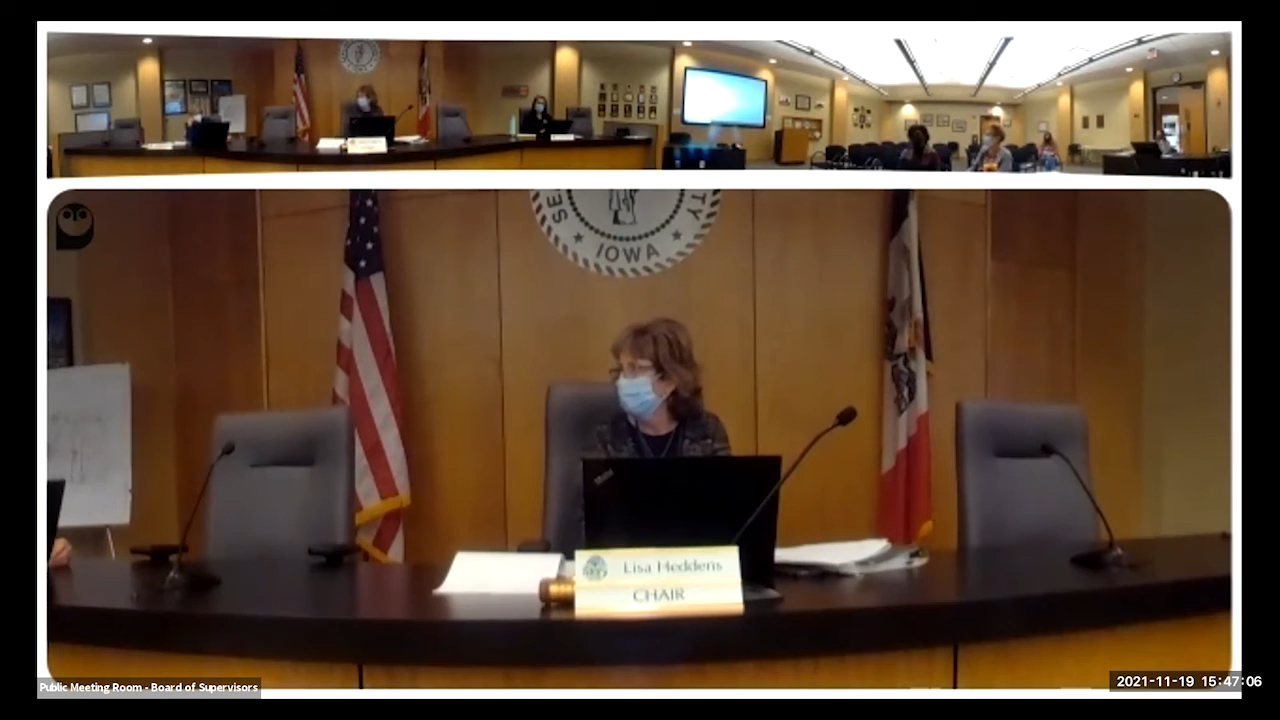 IOWA
Lisa Heddens
CHAIR
Public Meeting Room - Board of Supervisors
2021-11-19 15:47:06